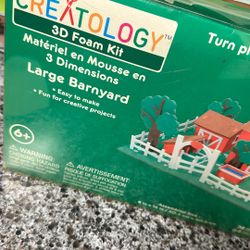 CREATOLOGY™
3D Foam Kit
Turn pl
Matériel en Mousse en
3 Dimensions
Large Barnyard
• Easy to make
• Fun for creative projects
6+
WARNING
AVERTISSEMENT